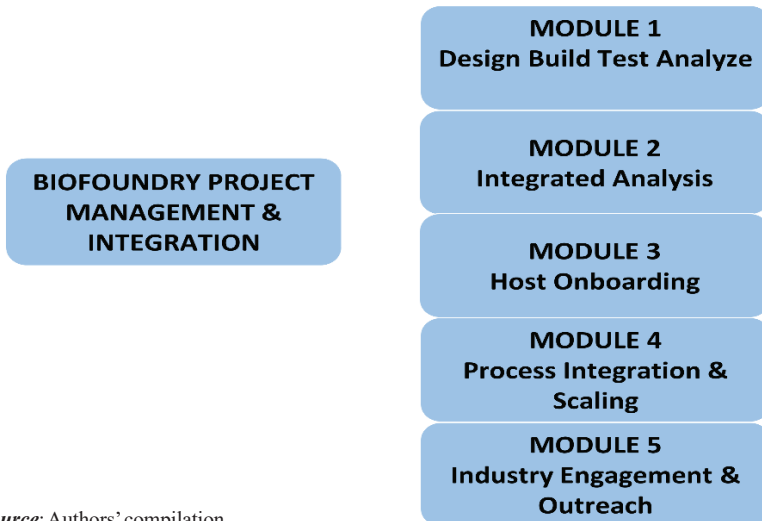 BIOFOUNDRY PROJECT
MANAGEMENT &
INTEGRATION
MODULE 1
Design Build Test Analyze
MODULE 2
Integrated Analysis
MODULE 3
Host Onboarding
MODULE 4
Process Integration &
Scaling
MODULE 5
Industry Engagement &
Outreach
urce: Authors' compilation